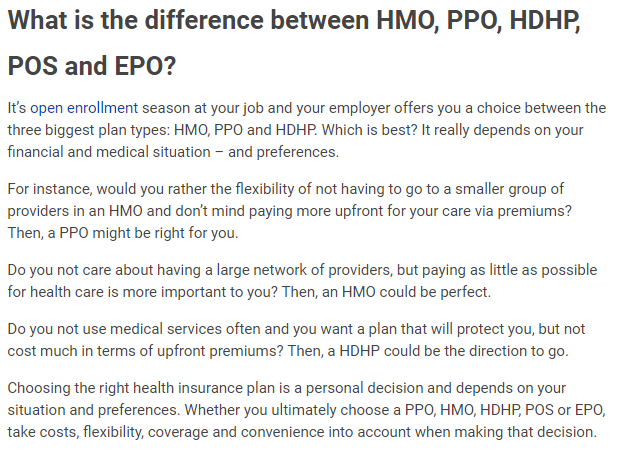 What is the difference between HMO, PPO, HDHP,
POS and EPO?
It’s open enrollment season at your job and your employer offers you a choice between the
three biggest plan types: HMO, PPO and HDHP. Which is best? It really depends on your
financial and medical situation – and preferences.
For instance, would you rather the flexibility of not having to go to a smaller group of
providers in an HMO and don’t mind paying more upfront for your care via premiums?
Then, a PPO might be right for you.
Do you not care about having a large network of providers, but paying as little as possible
for health care is more important to you? Then, an HMO could be perfect.
Do you not use medical services often and you want a plan that will protect you, but not
cost much in terms of upfront premiums? Then, a HDHP could be the direction to go.
Choosing the right health insurance plan is a personal decision and depends on your
situation and preferences. Whether you ultimately choose a PPO, HMO, HDHP, POS or EPO,
take costs, flexibility, coverage and convenience into account when making that decision.